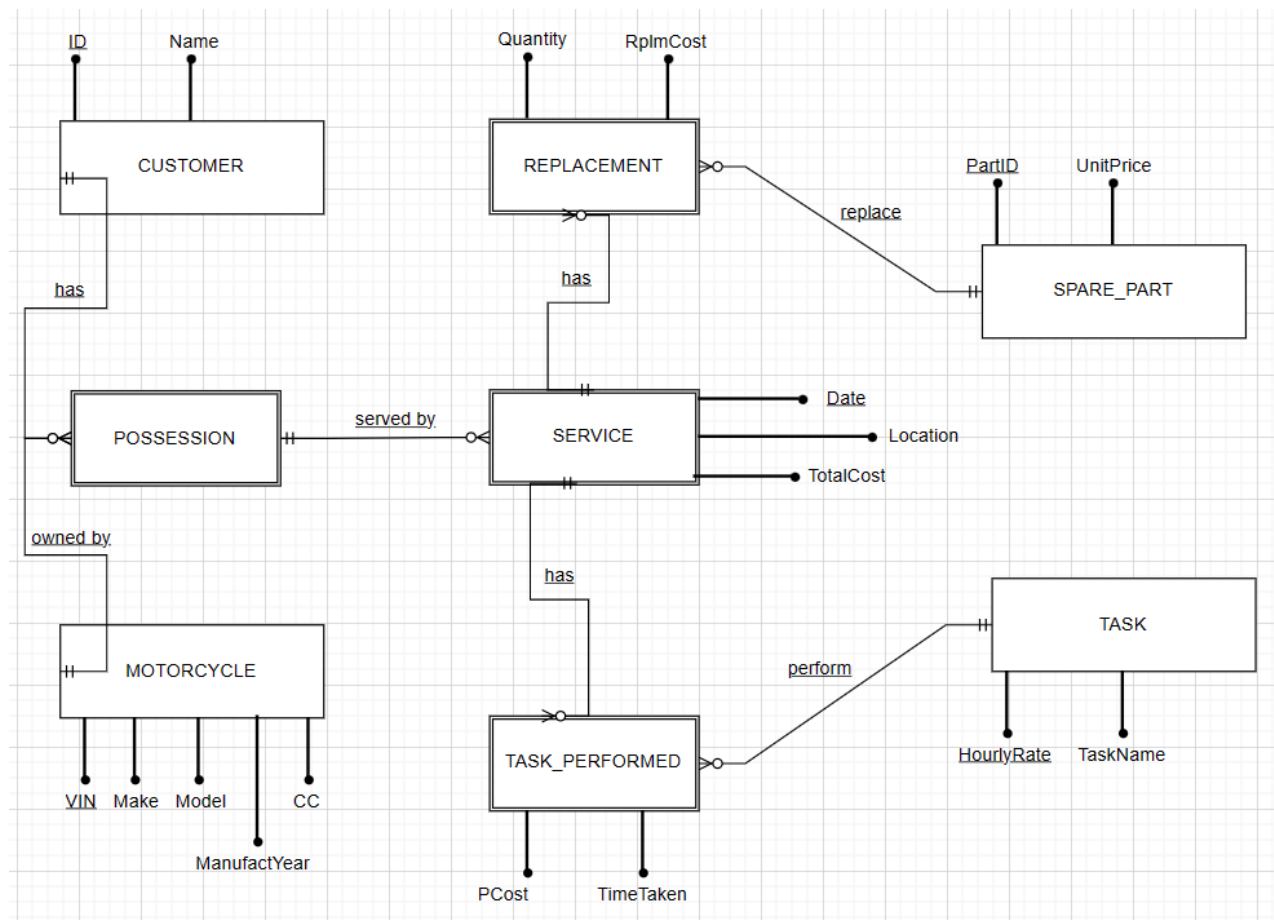 ID
Name
Quantity
RplmCost
CUSTOMER
REPLACEMENT
PartID
UnitPrice
replace
has
has
SPARE_PART
POSSESSION
served by
SERVICE
Date
Location
TotalCost
owned by
has
MOTORCYCLE
TASK
perform
VIN
Make
Model
CC
ManufactYear
TASK_PERFORMED
HourlyRate
TaskName
PCost
TimeTaken